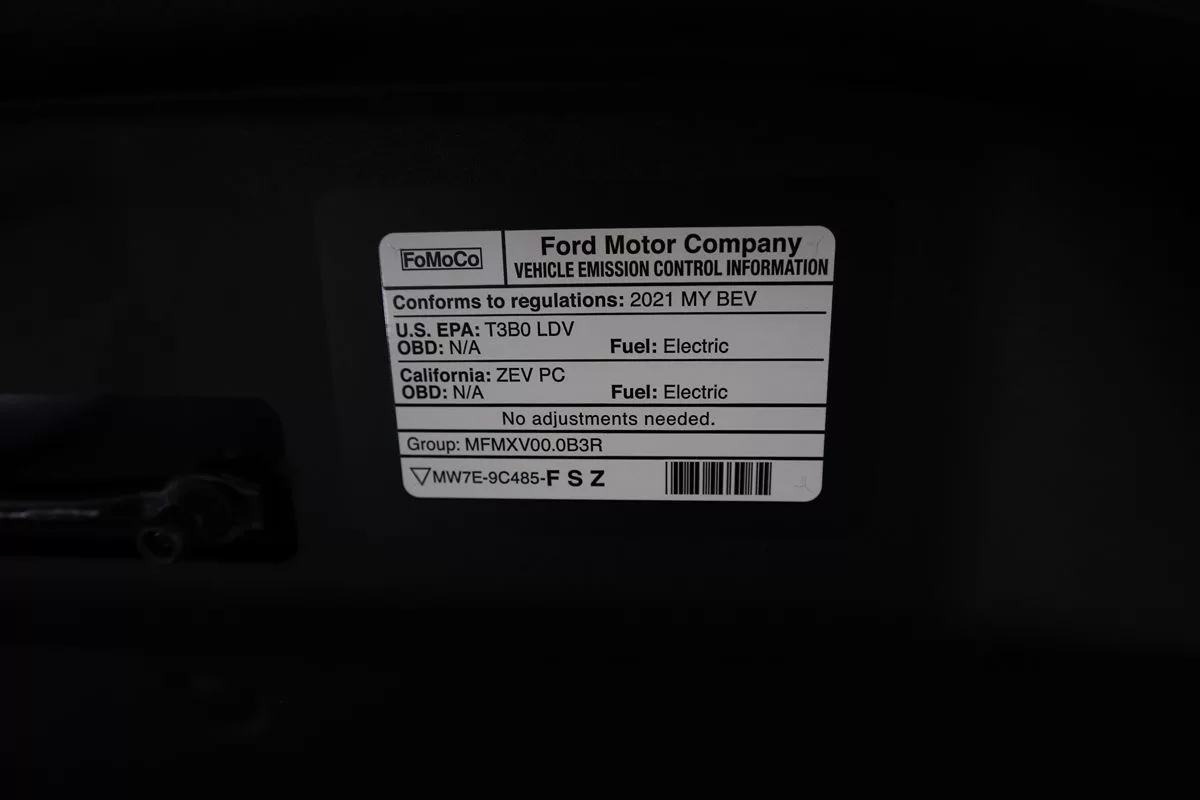 FoMoCo
Ford Motor Company
VEHICLE EMISSION CONTROL INFORMATION
Conforms to regulations: 2021 MY BEV
U.S. EPA: T3B0 LDV
OBD: N/A Fuel: Electric
California: ZEV PC
OBD: N/A Fuel: Electric
No adjustments needed.
Group: MFMXV00.0B3R
MW7E-9C485-F S Z